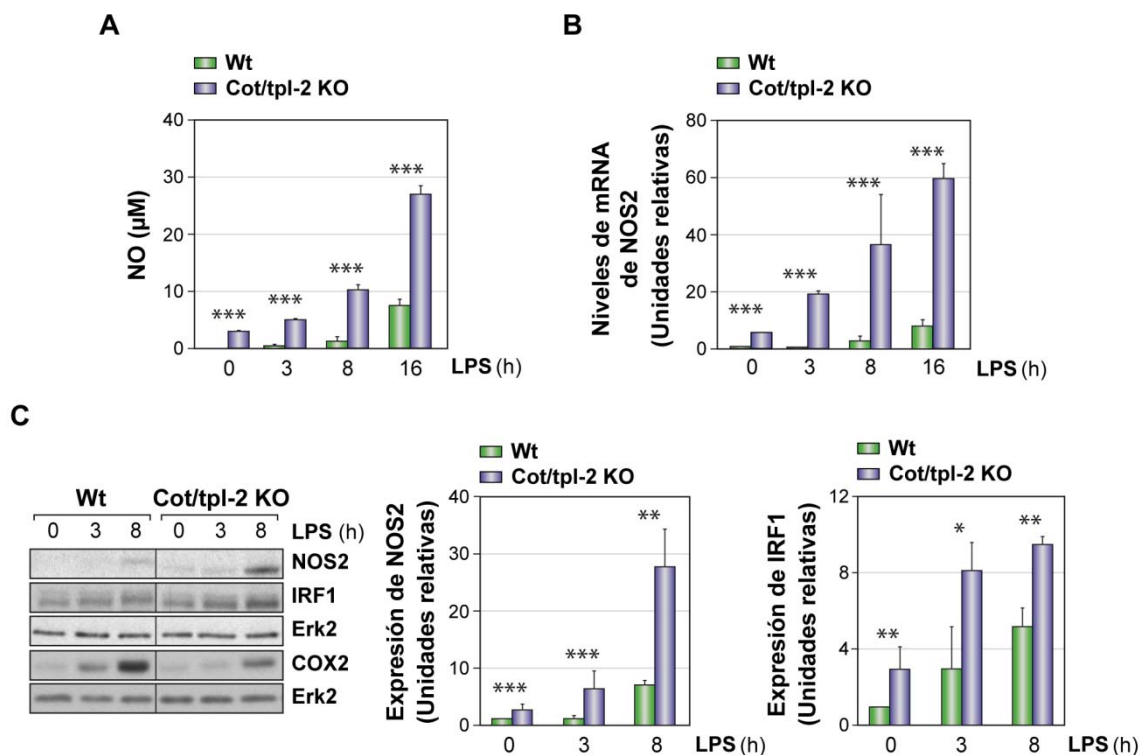 A
Wt
Cot/tpl-2 KO
NO (µM)
40
30
20
10
0
***
***
***
***
0 3 8 16 LPS (h)
B
Wt
Cot/tpl-2 KO
Niveles de mRNA
de NOS2
(Unidades relativas)
80
60
40
20
0
***
***
***
***
0 3 8 16 LPS (h)
C
Wt Cot/tpl-2 KO
0 3 8 0 3 8 LPS (h)
NOS2
IRF1
Erk2
COX2
Erk2
Wt
Cot/tpl-2 KO
Expresión de NOS2
(Unidades relativas)
40
30
20
10
0
***
***
**
0 3 8 LPS (h)
Wt
Cot/tpl-2 KO
Expresión de IRF1
(Unidades relativas)
12
8
4
0
**
*
**
0 3 8 LPS (h)